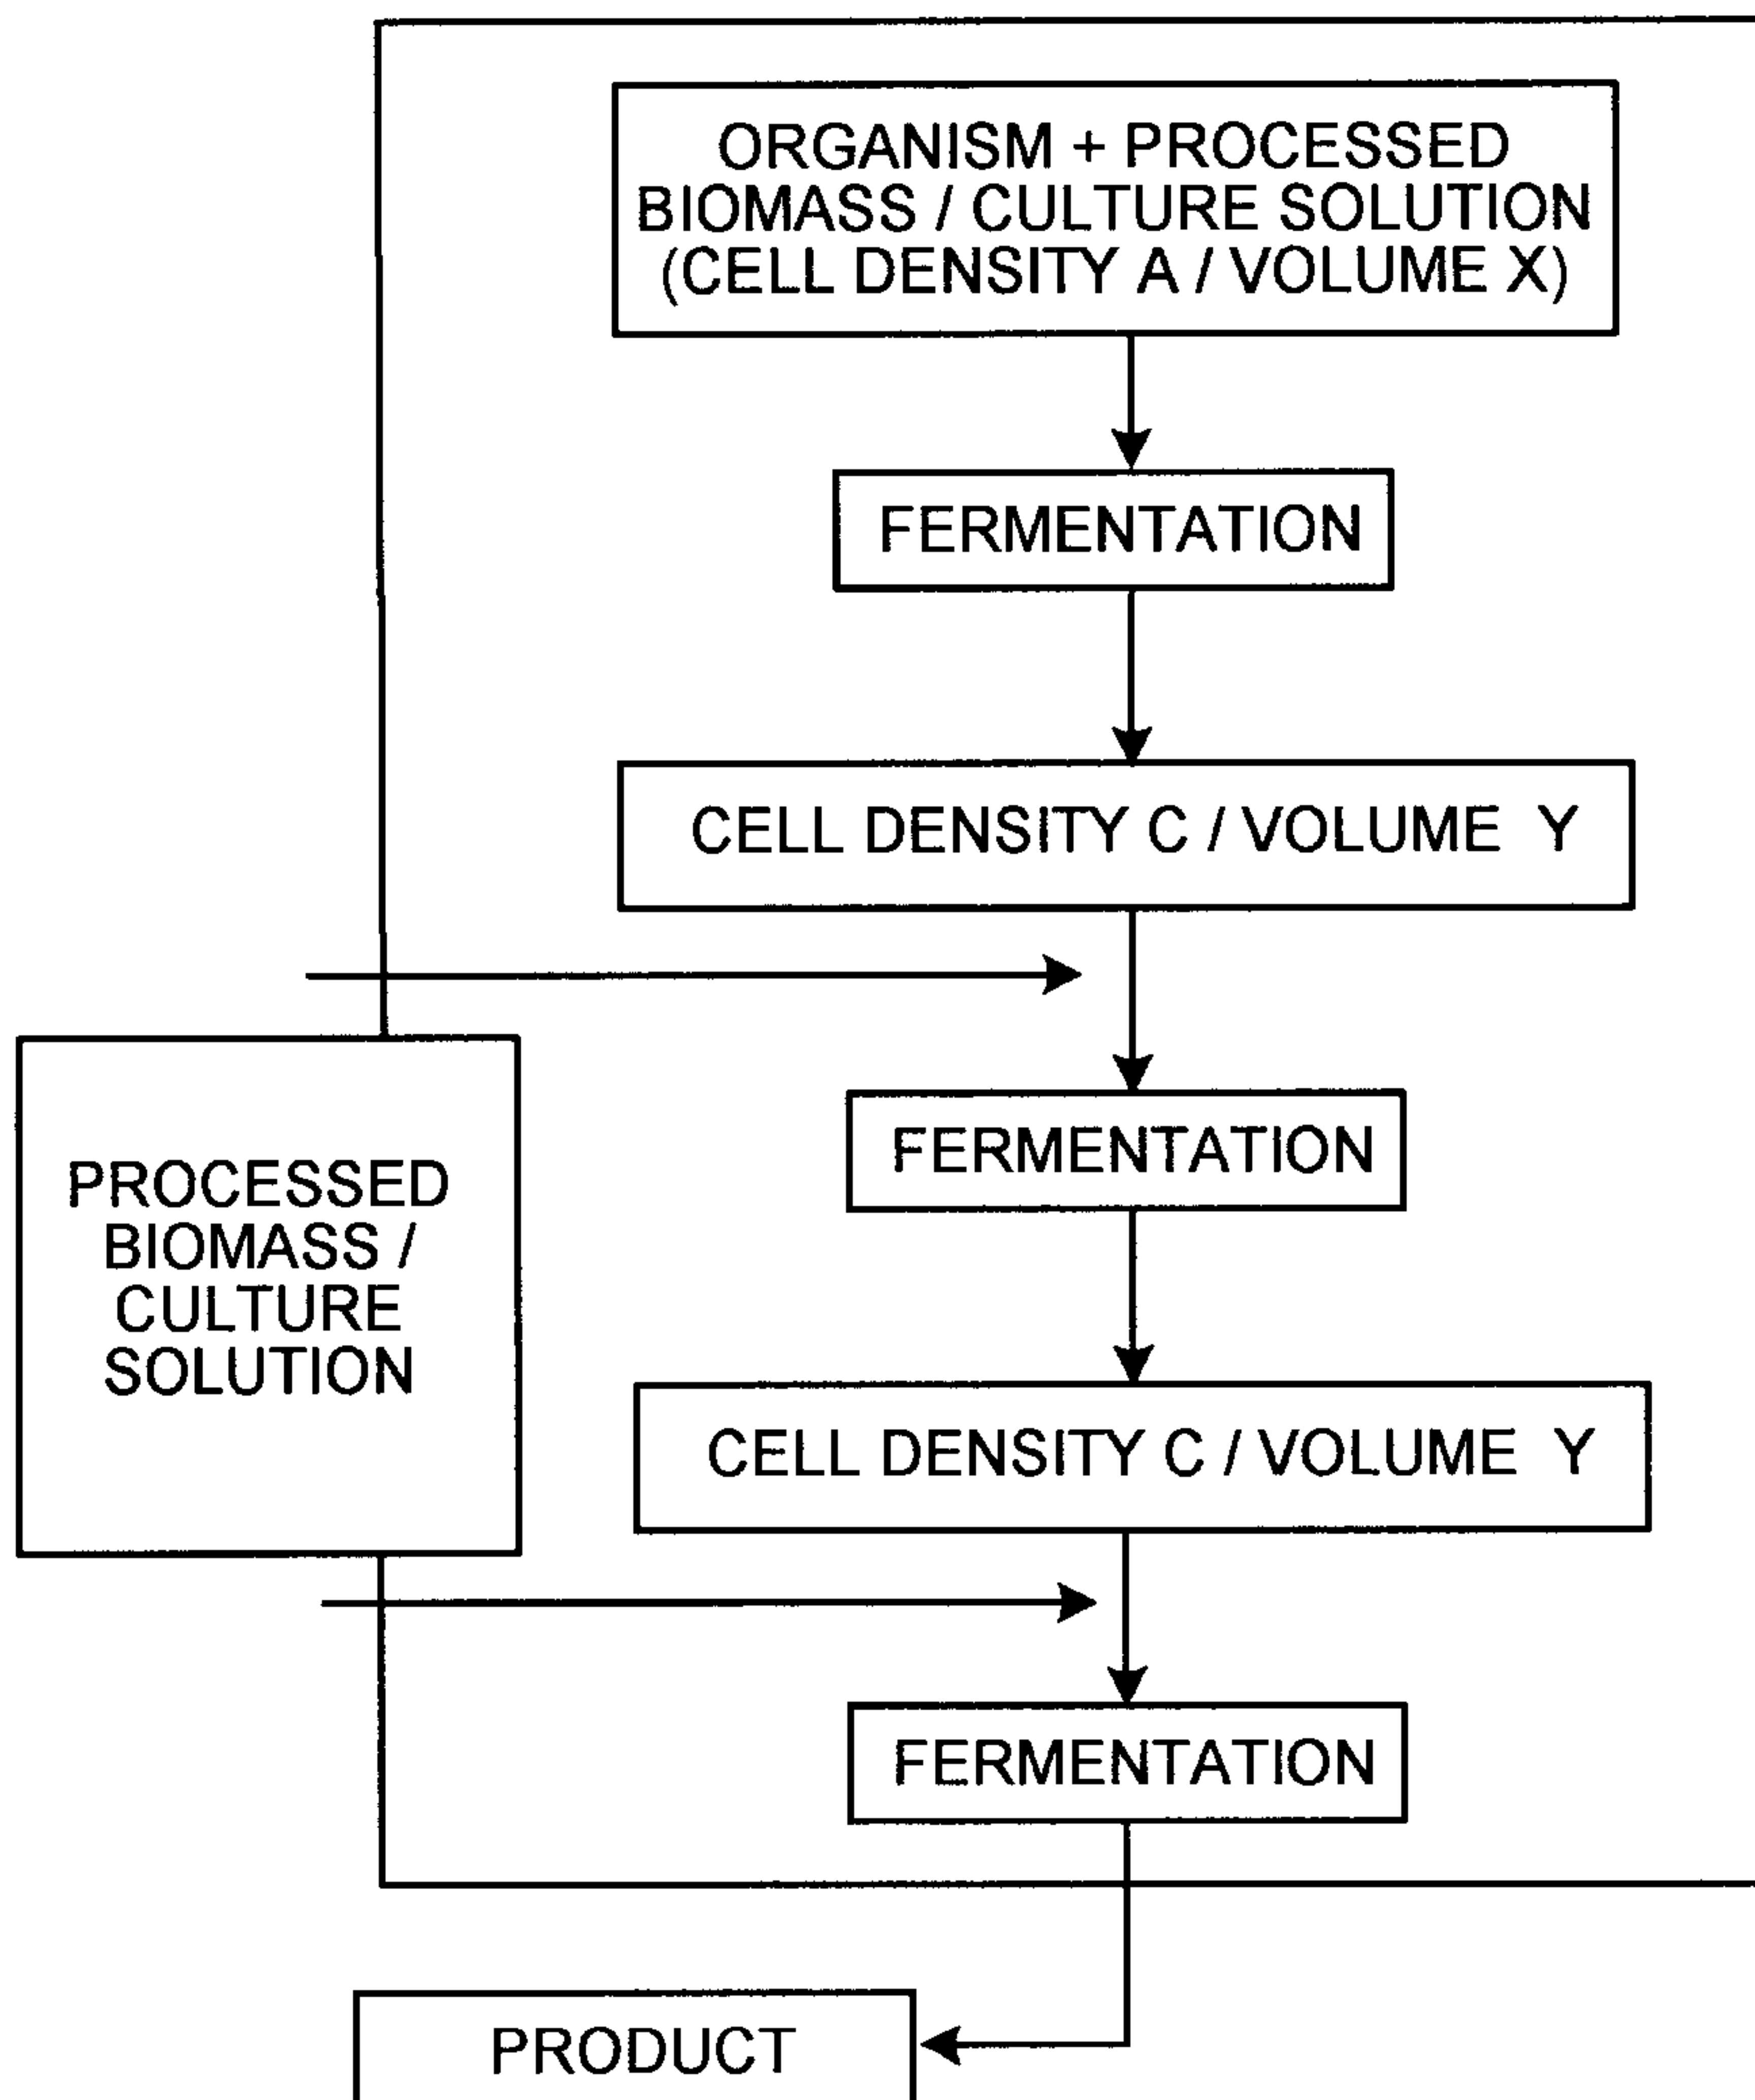 ORGANISM + PROCESSED
BIOMASS / CULTURE SOLUTION
(CELL DENSITY A / VOLUME X)
FERMENTATION
CELL DENSITY C / VOLUME Y
FERMENTATION
PROCESSED
BIOMASS /
CULTURE
SOLUTION
CELL DENSITY C / VOLUME Y
FERMENTATION
PRODUCT